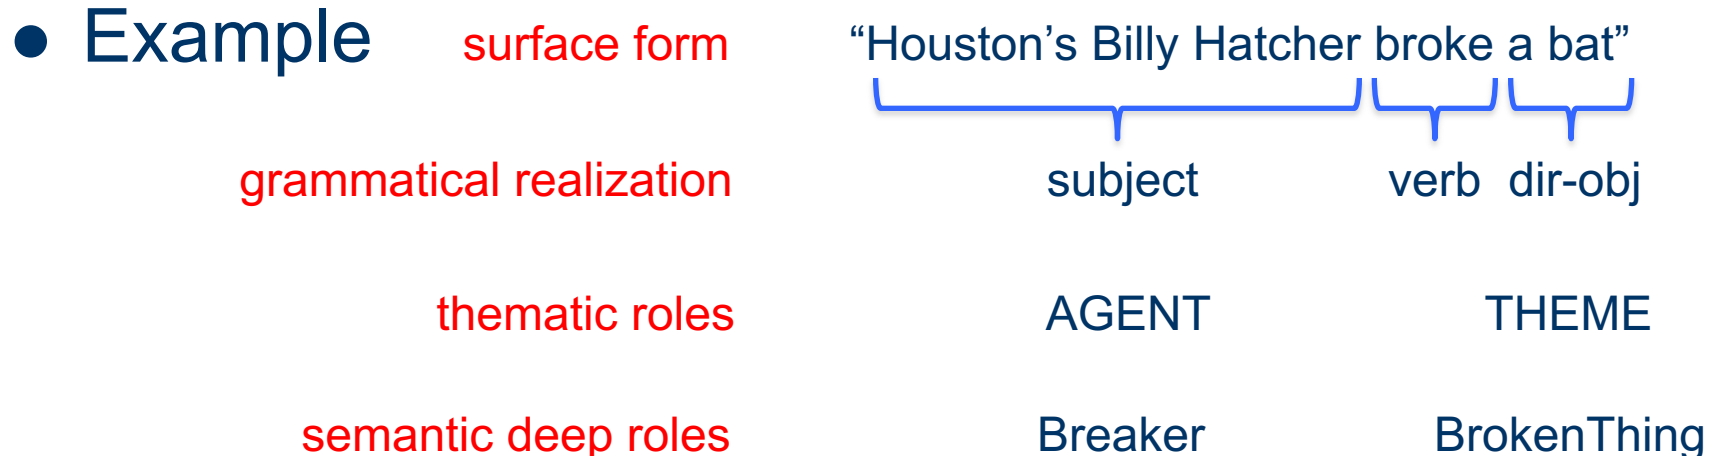 ● Example surface form “Houston’s Billy Hatcher broke a bat”
grammatical realization subject verb dir-obj
thematic roles AGENT THEME
semantic deep roles Breaker BrokenThing